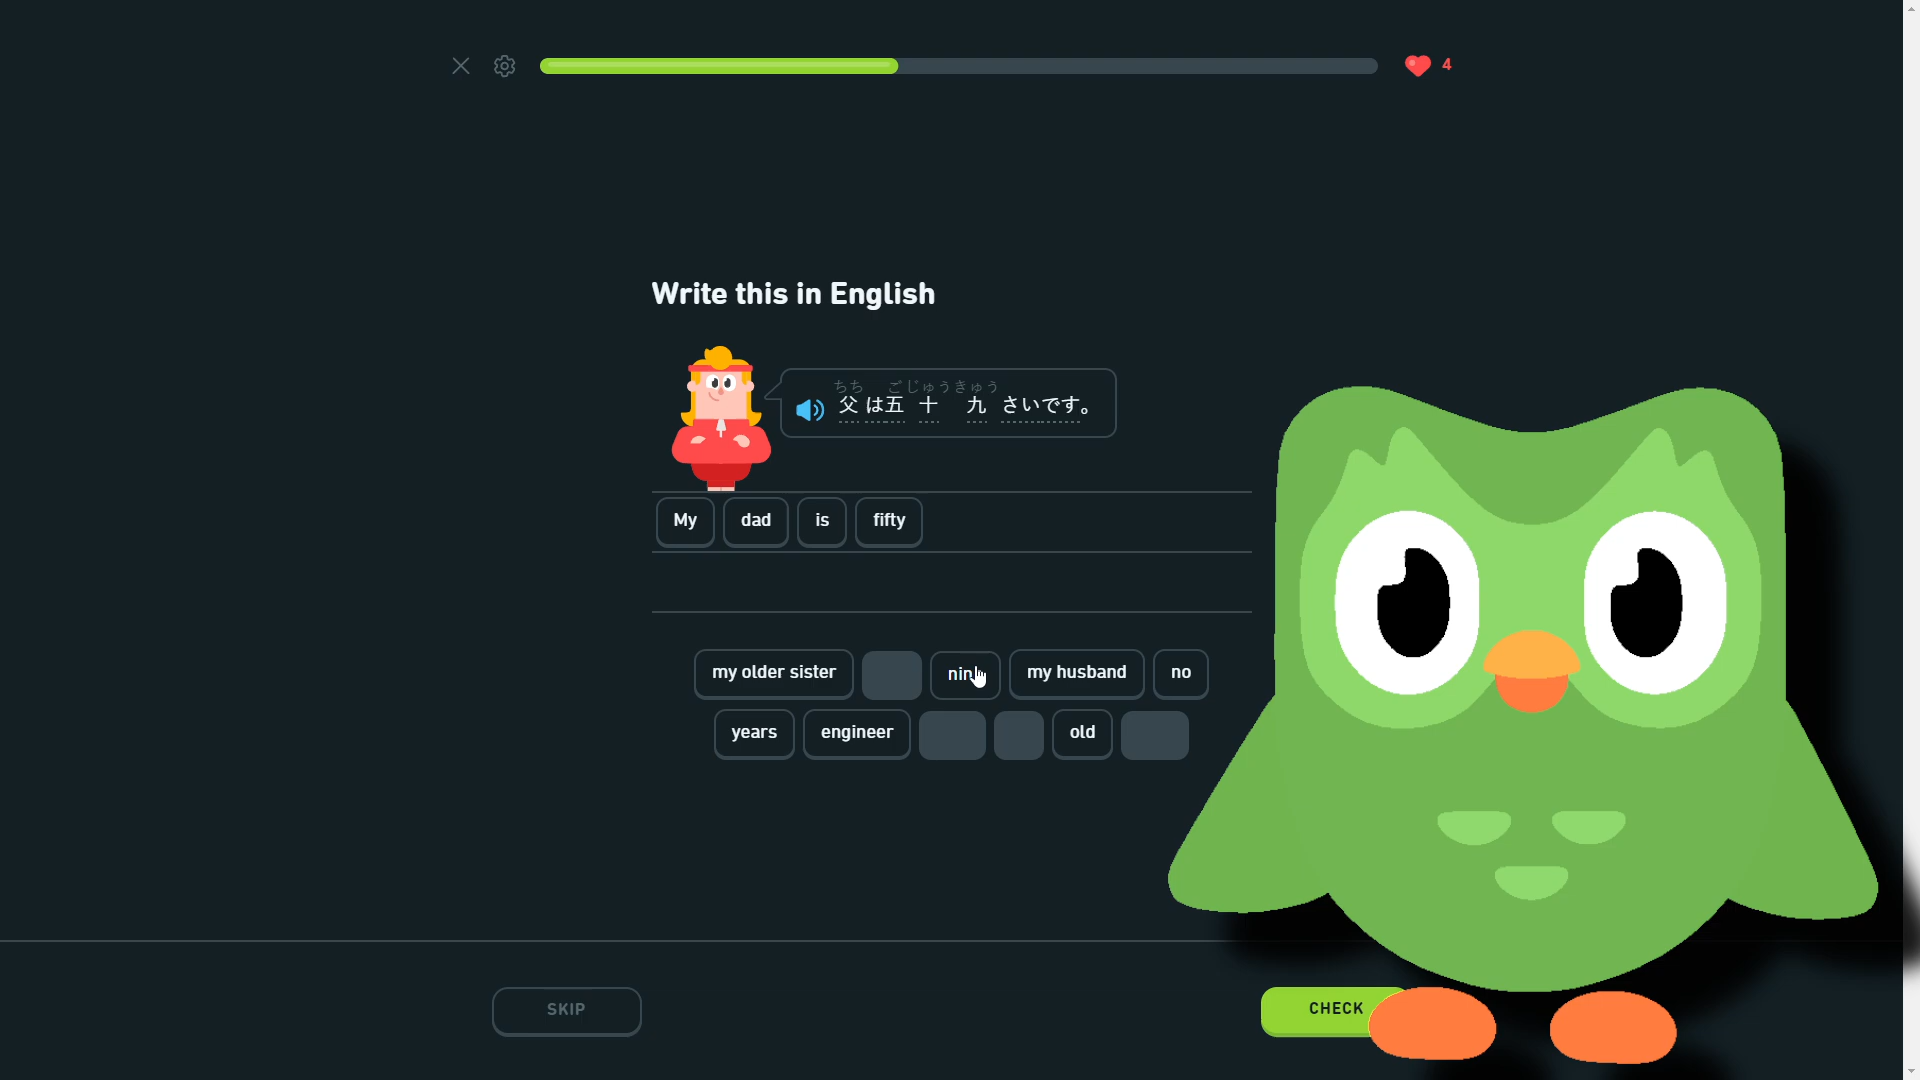 4
Write this in English
ちち ごじゅうきゅう
父は五十九さいです。
My dad is fifty
my older sister my husband no
years engineer old
SKIP CHECK